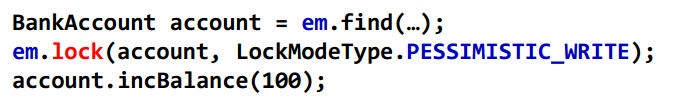 BankAccount account = em.find(…);
em.lock(account, LockModeType.PESSIMISTIC_WRITE);
account.incBalance(100);